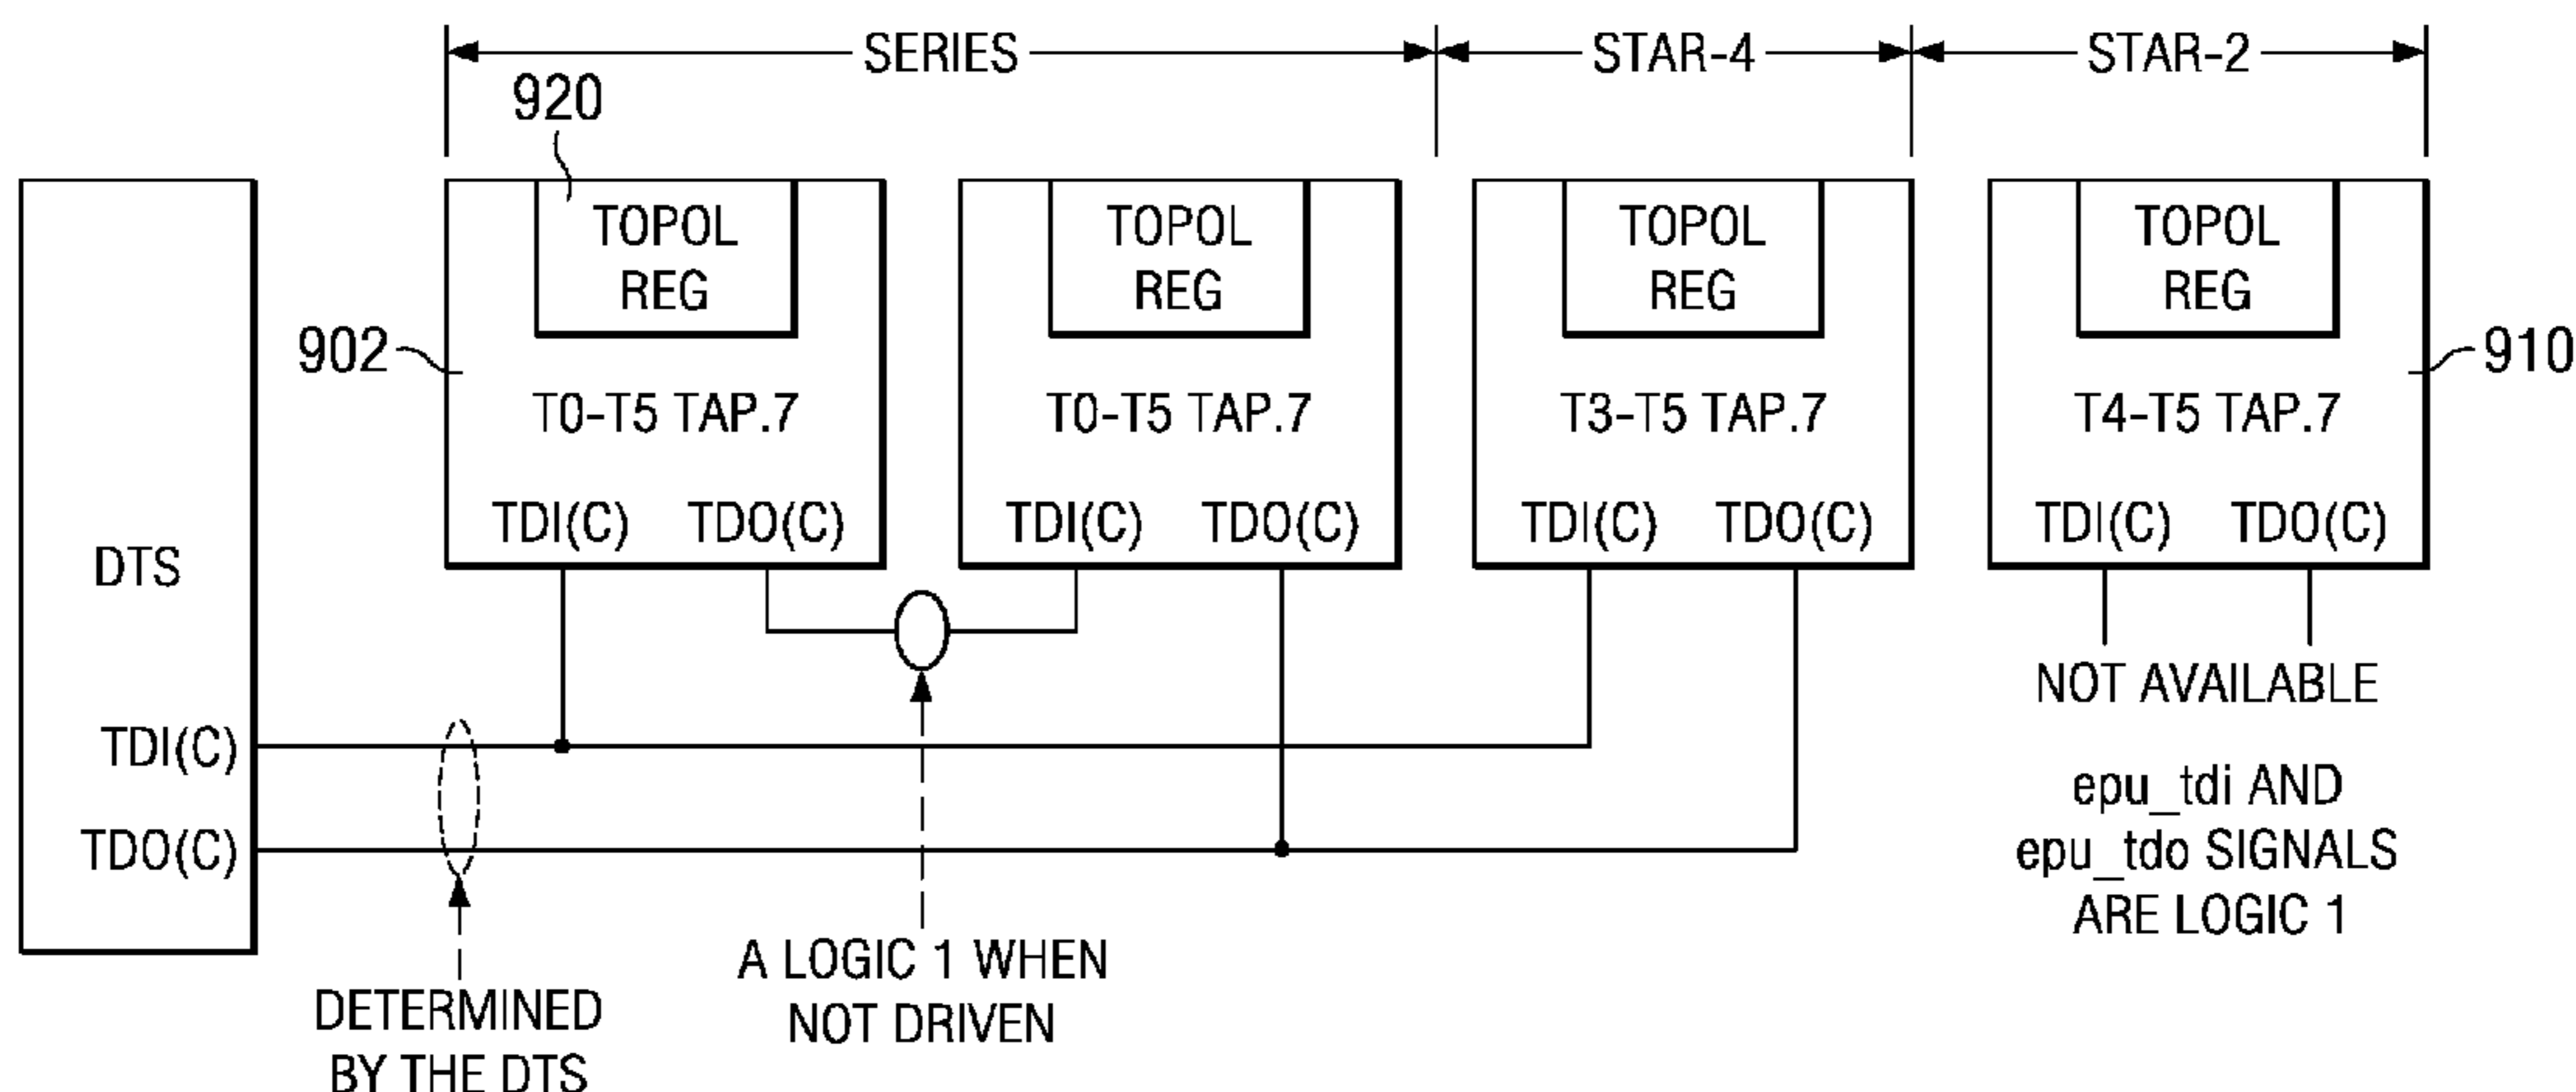 SERIES
STAR-4
STAR-2
920
TOPOL
REG
TOPOL
REG
TOPOL
REG
TOPOL
REG
902
910
T0-T5 TAP.7
T0-T5 TAP.7
T3-T5 TAP.7
T4-T5 TAP.7
TDI(C) TDO(C)
TDI(C) TDO(C)
TDI(C) TDO(C)
TDI(C) TDO(C)
DTS
TDI(C)
TDO(C)
NOT AVAILABLE
epu_tdi AND
epu_tdo SIGNALS
ARE LOGIC 1
A LOGIC 1 WHEN
NOT DRIVEN
DETERMINED
BY THE DTS